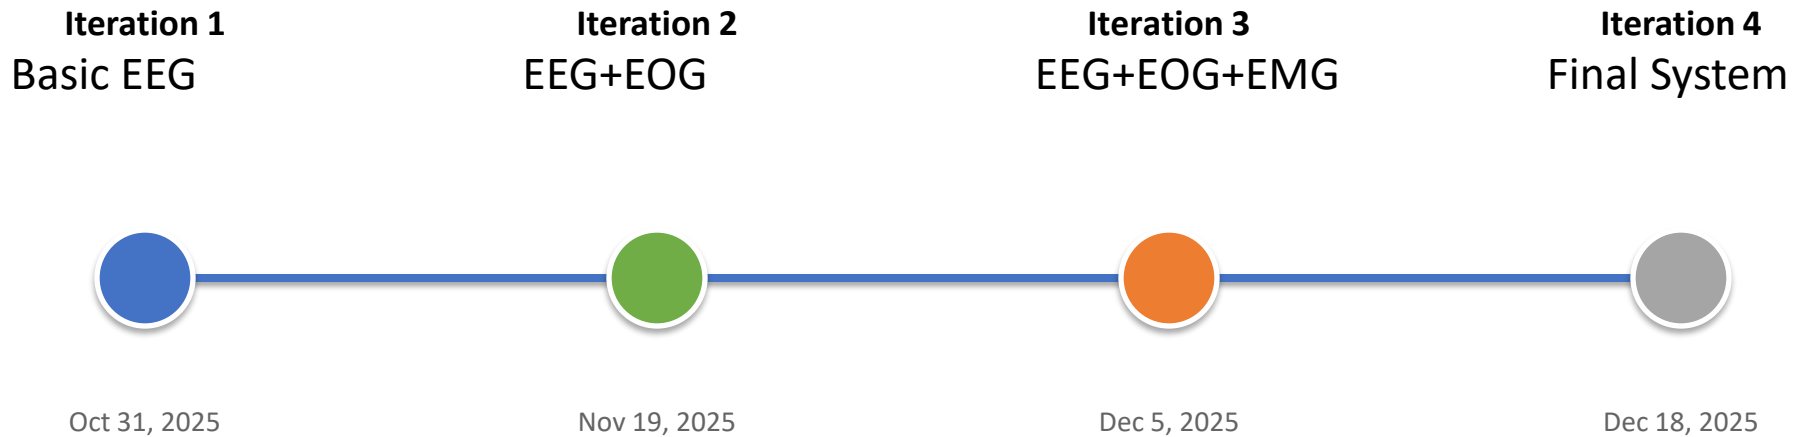 Iteration 1
Basic EEG
Iteration 2
EEG+EOG
Iteration 3
EEG+EOG+EMG
Iteration 4
Final System
Oct 31, 2025
Nov 19, 2025
Dec 5, 2025
Dec 18, 2025